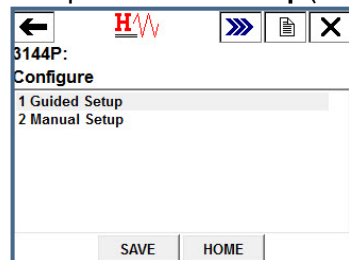 H
3144P:
Configure
1 Guided Setup
2 Manual Setup
SAVE HOME